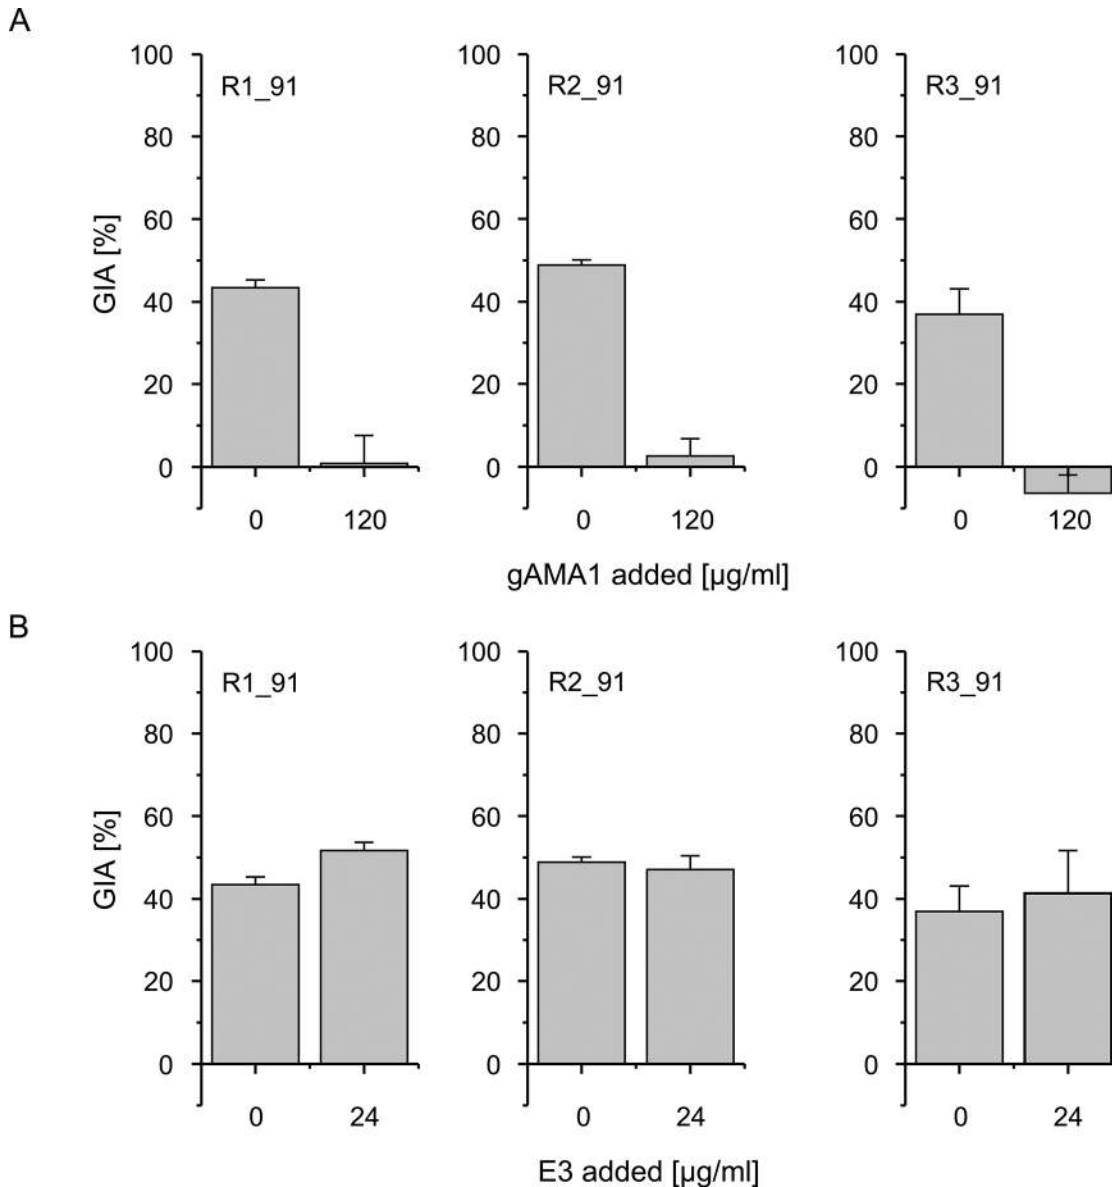 A
100 100 100
R1_91 R2_91 R3_91
80 80 80
60 60 60
GIA [%]
40 40 40
20 20 20
0 0 0
0 120 0 120 0 120
gAMA1 added [µg/ml]
B
100 100 100
R1_91 R2_91 R3_91
80 80 80
60 60 60
GIA [%]
40 40 40
20 20 20
0 0 0
0 24 0 24 0 24
E3 added [µg/ml]